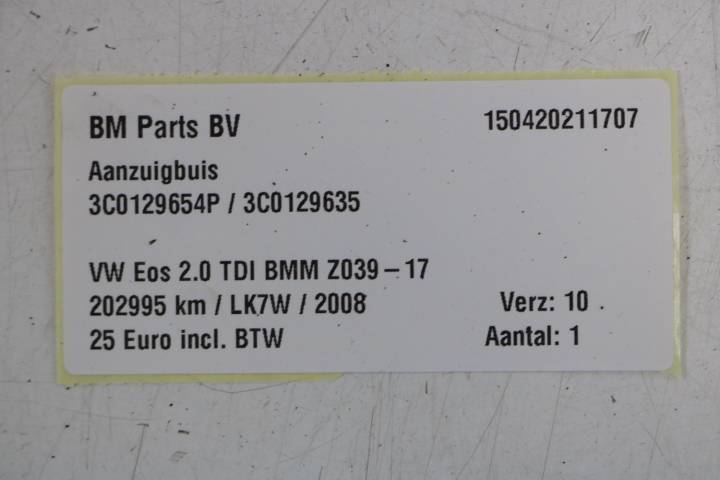 BM Parts BV 150420211707
Aanzuigbuis
3C0129654P / 3C0129635
VW Eos 2.0 TDI BMM Z039 – 17
202995 km / LK7W / 2008 Verz: 10
25 Euro incl. BTW Aantal: 1